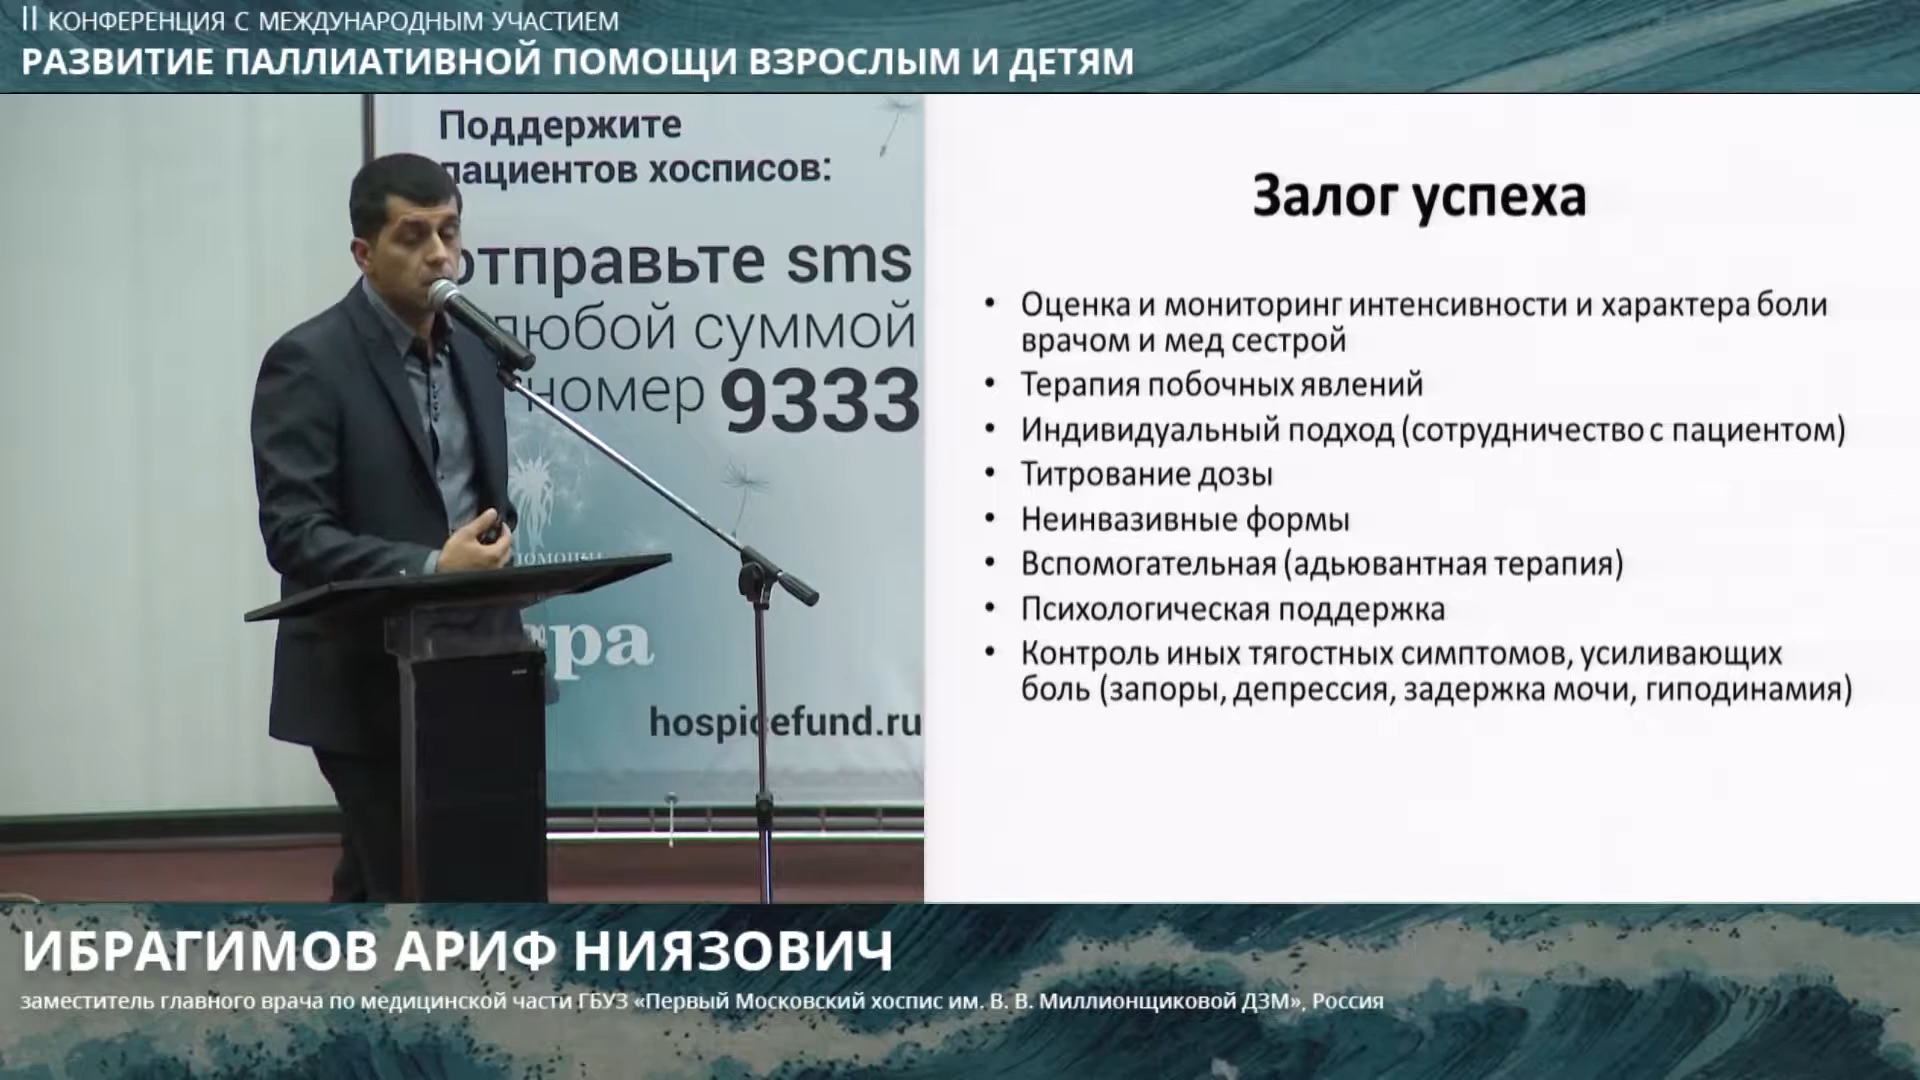 II КОНФЕРЕНЦИЯ С МЕЖДУНАРОДНЫМ УЧАСТИЕМ
РАЗВИТИЕ ПАЛЛИАТИВНОЙ ПОМОЩИ ВЗРОСЛЫМ И ДЕТЯМ
Поддержите
пациентов хосписов:
отправьте sms
любой суммой
номер 9333
hospicefund.ru
Залог успеха
• Оценка и мониторинг интенсивности и характера боли
врачом и мед сестрой
• Терапия побочных явлений
• Индивидуальный подход (сотрудничество с пациентом)
• Титрование дозы
• Неинвазивные формы
• Вспомогательная (адьювантная терапия)
• Психологическая поддержка
• Контроль иных тягостных симптомов, усиливающих
боль (запоры, депрессия, задержка мочи, гиподинамия)
ИБРАГИМОВ АРИФ НИЯЗОВИЧ
заместитель главного врача по медицинской части ГБУЗ «Первый Московский хоспис им. В. В. Миллионщиковой ДЗМ», Россия